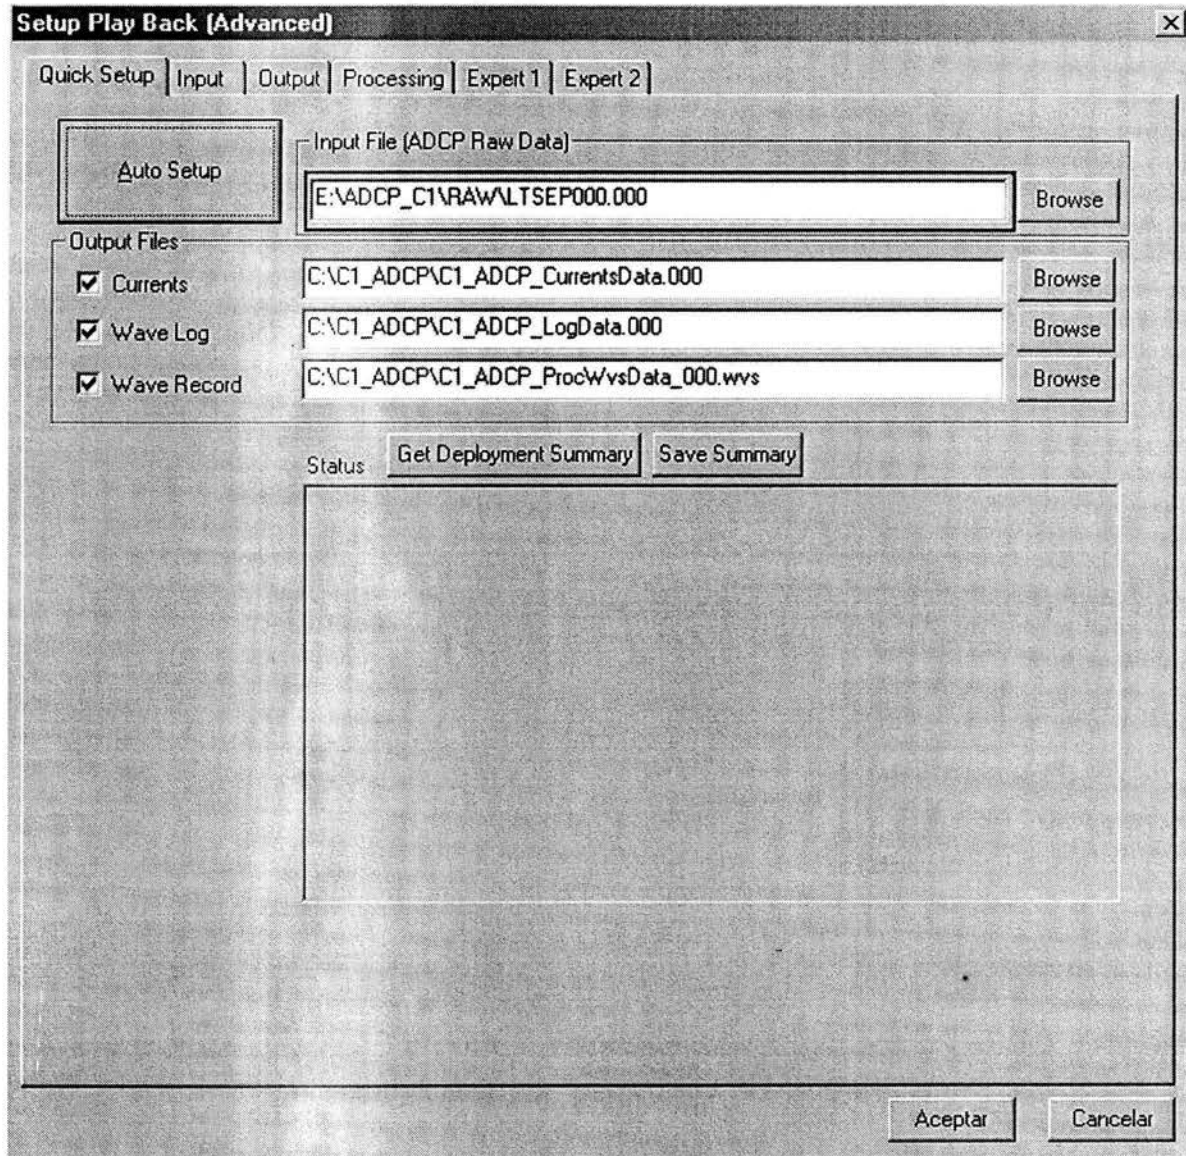 Setup Play Back (Advanced)
Quick Setup Input Output Processing Expert 1 Expert 2
Auto Setup
Input File (ADCP Raw Data)
E:\ADCP_C1\RAW\LTSEP000.000 Browse
Output Files
Currents C:\C1_ADCP\C1_ADCP_CurrentsData.000 Browse
Wave Log C:\C1_ADCP\C1_ADCP_LogData.000 Browse
Wave Record C:\C1_ADCP\C1_ADCP_ProcWvsData_000.wvs Browse
Status Get Deployment Summary Save Summary
Aceptar Cancelar